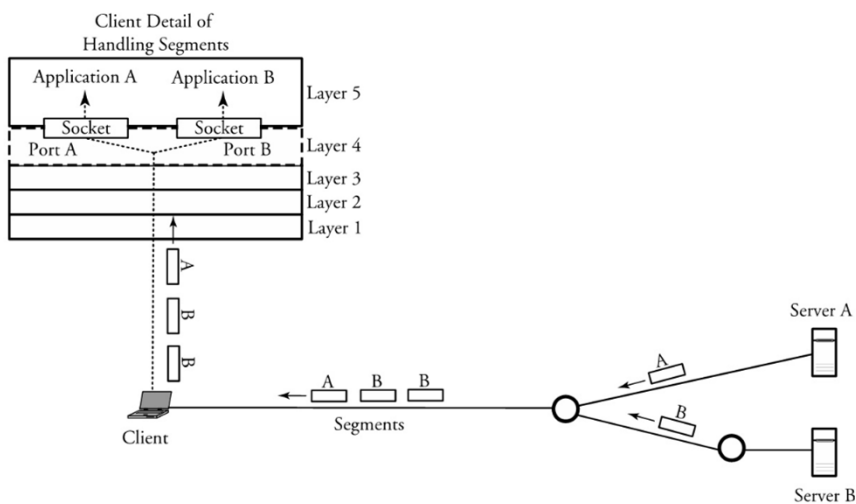 Client Detail of
Handling Segments
Application A Application B
Layer 5
Socket Socket
Port A Port B Layer 4
Layer 3
Layer 2
Layer 1
A
B
B
Server A
A
A B B
B
Client
Segments
Server B